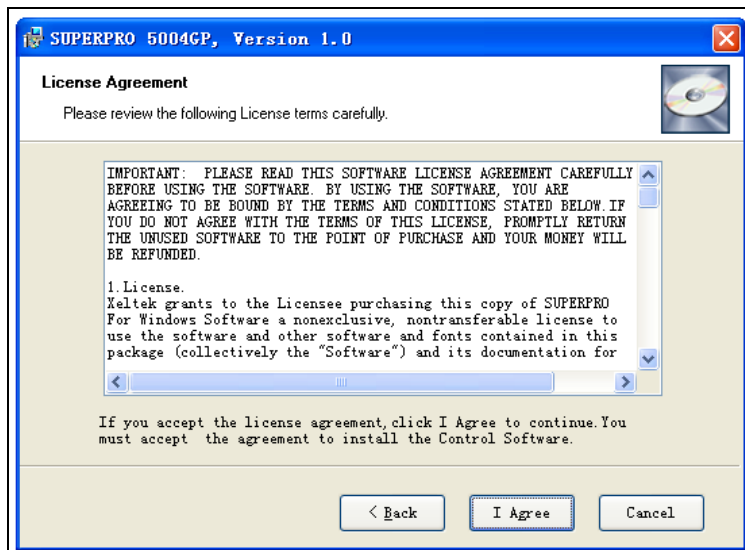 SUPERPRO 5004GP, Version 1.0
License Agreement
Please review the following License terms carefully.
IMPORTANT:  PLEASE READ THIS SOFTWARE LICENSE AGREEMENT CAREFULLY
BEFORE USING THE SOFTWARE. BY USING THE SOFTWARE, YOU ARE
AGREEING TO BE BOUND BY THE TERMS AND CONDITIONS STATED BELOW.IF
YOU DO NOT AGREE WITH THE TERMS OF THIS LICENSE, PROMPTLY RETURN
THE UNUSED SOFTWARE TO THE POINT OF PURCHASE AND YOUR MONEY WILL
BE REFUNDED.
1.License.
Xeltek grants to the Licensee purchasing this copy of SUPERPRO
For Windows Software a nonexclusive, nontransferable license to
use the software and other software and fonts contained in this
package (collectively the "Software") and its documentation for
If you accept the license agreement,click I Agree to continue.You
must accept  the agreement to install the Control Software.
< Back
I Agree
Cancel